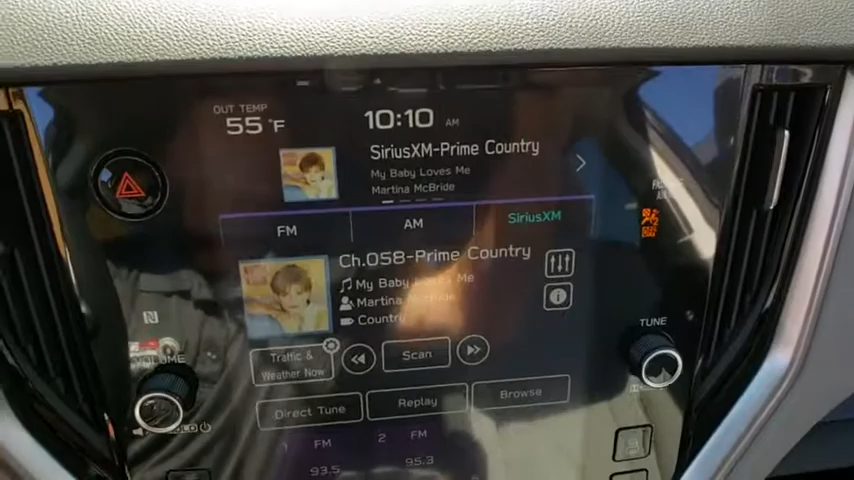 OUT TEMP
55°F
10:10 AM
SiriusXM-Prime Country
My Baby Loves Me
Martina McBride
FM
AM
SiriusXM
Ch.058-Prime Country
My Baby Loves Me
Martina McBride
Country
Traffic &
Weather Now
Scan
Direct Tune
Replay
Browse
FM
2 FM
93.5
95.3
VOLUME
HOLD
TUNE